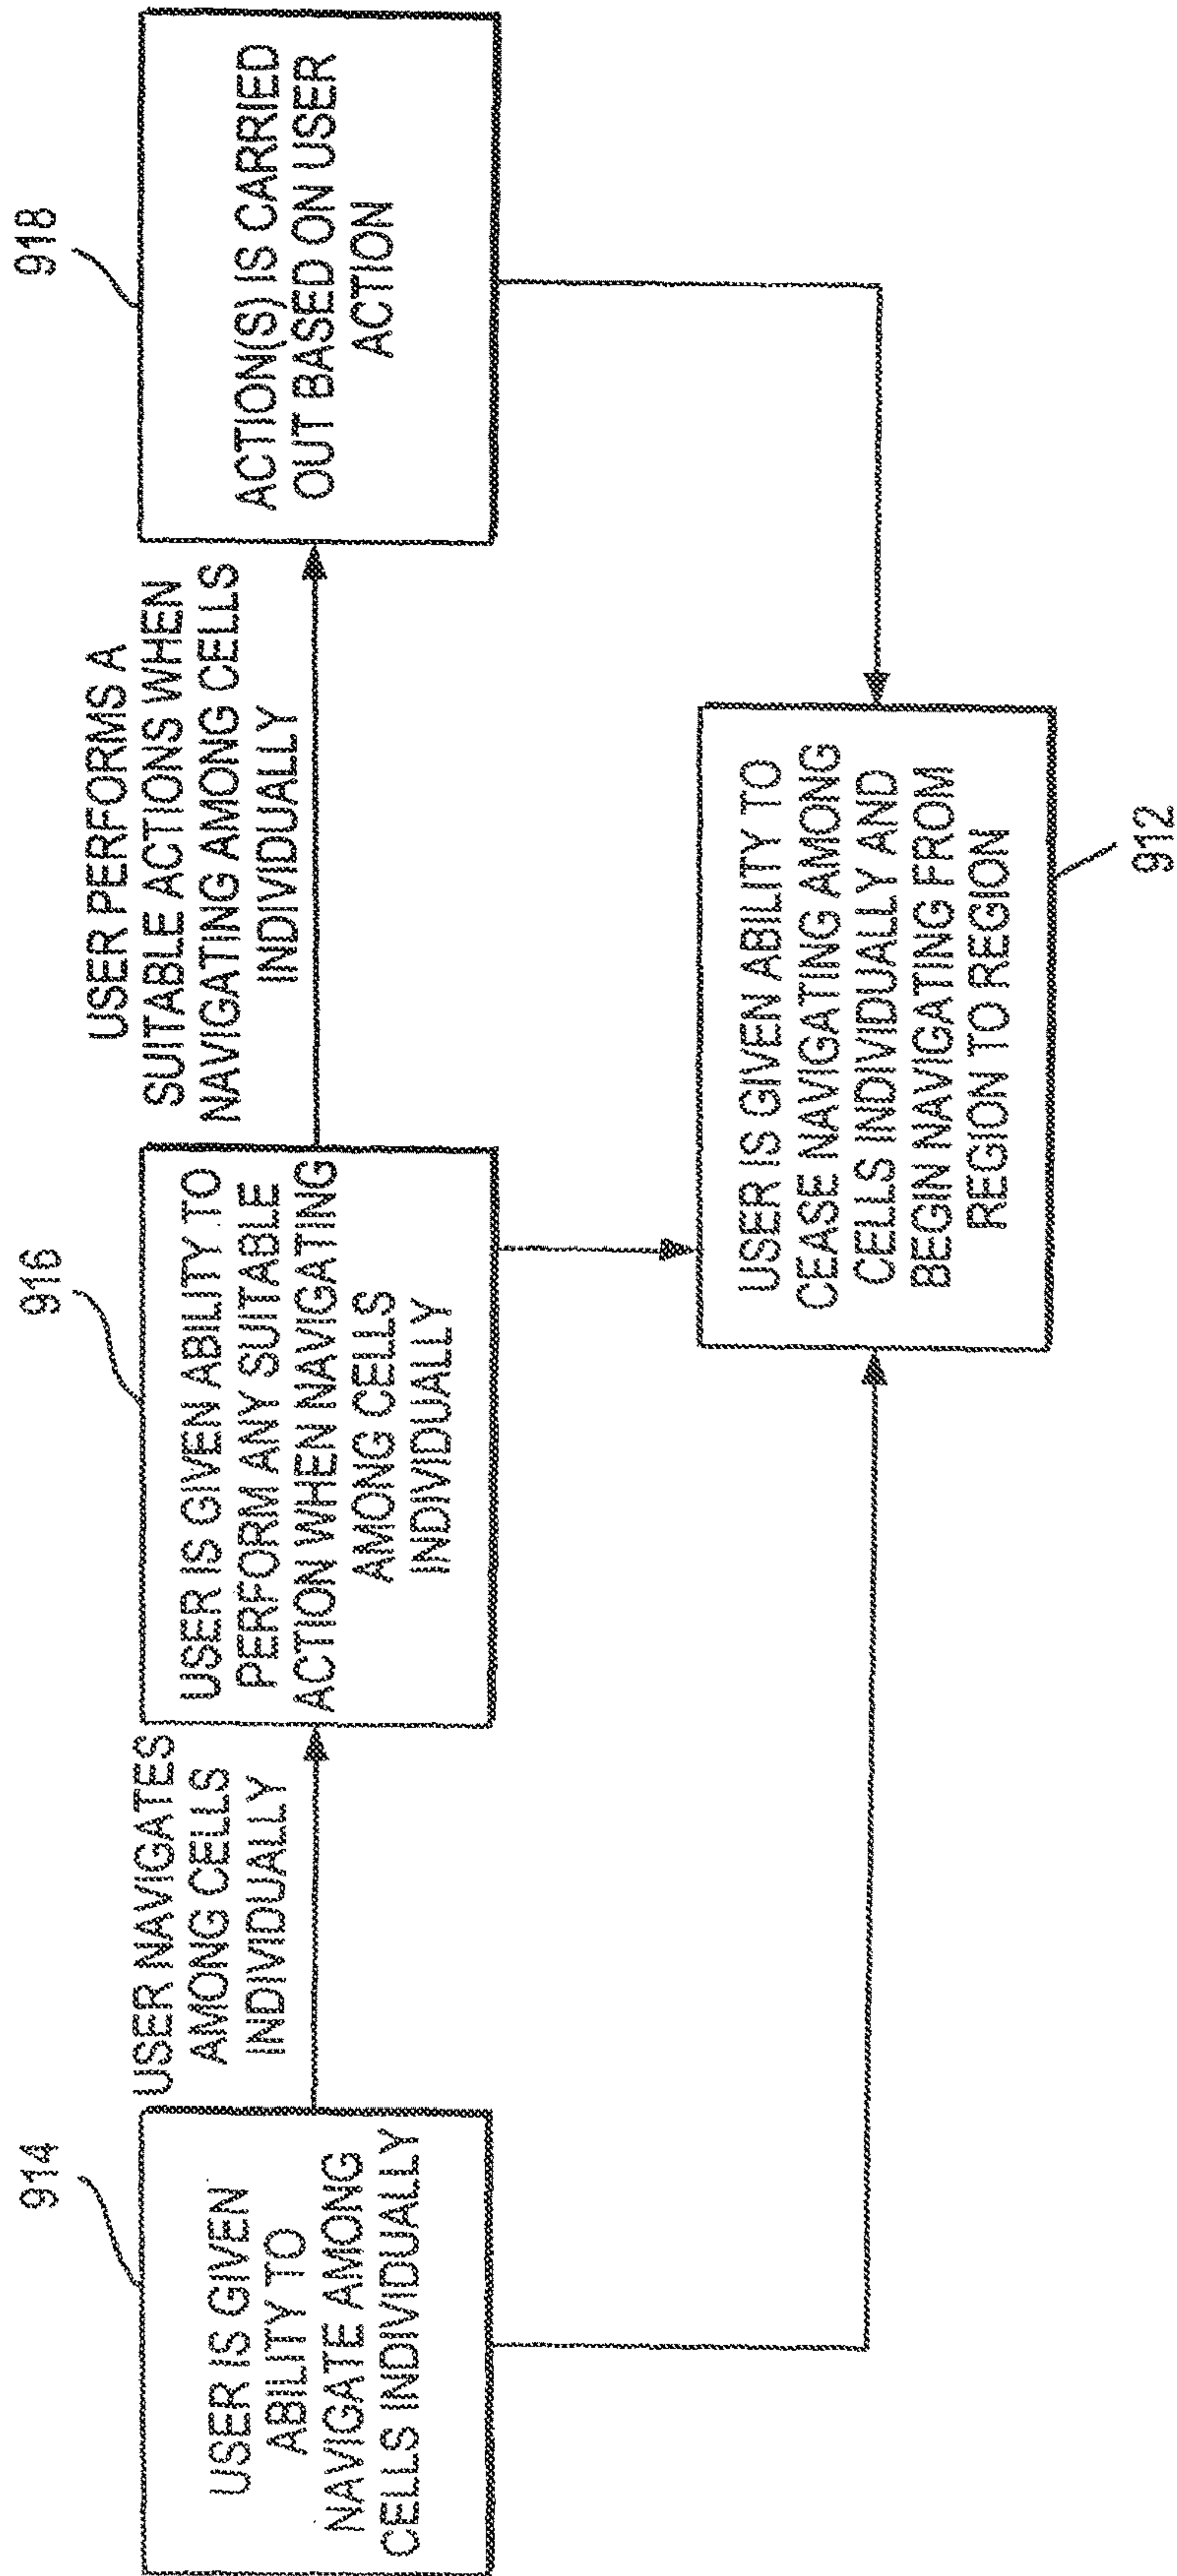 914
USER IS GIVEN
ABILITY TO
NAVIGATE AMONG
CELLS INDIVIDUALLY
USER NAVIGATES
AMONG CELLS
INDIVIDUALLY
916
USER IS GIVEN ABILITY TO
PERFORM ANY SUITABLE
ACTION WHEN NAVIGATING
AMONG CELLS
INDIVIDUALLY
USER PERFORMS A
SUITABLE ACTIONS WHEN
NAVIGATING AMONG CELLS
INDIVIDUALLY
918
ACTION(S) IS CARRIED
OUT BASED ON USER
ACTION
USER IS GIVEN ABILITY TO
CEASE NAVIGATING AMONG
CELLS INDIVIDUALLY AND
BEGIN NAVIGATING FROM
REGION TO REGION
912